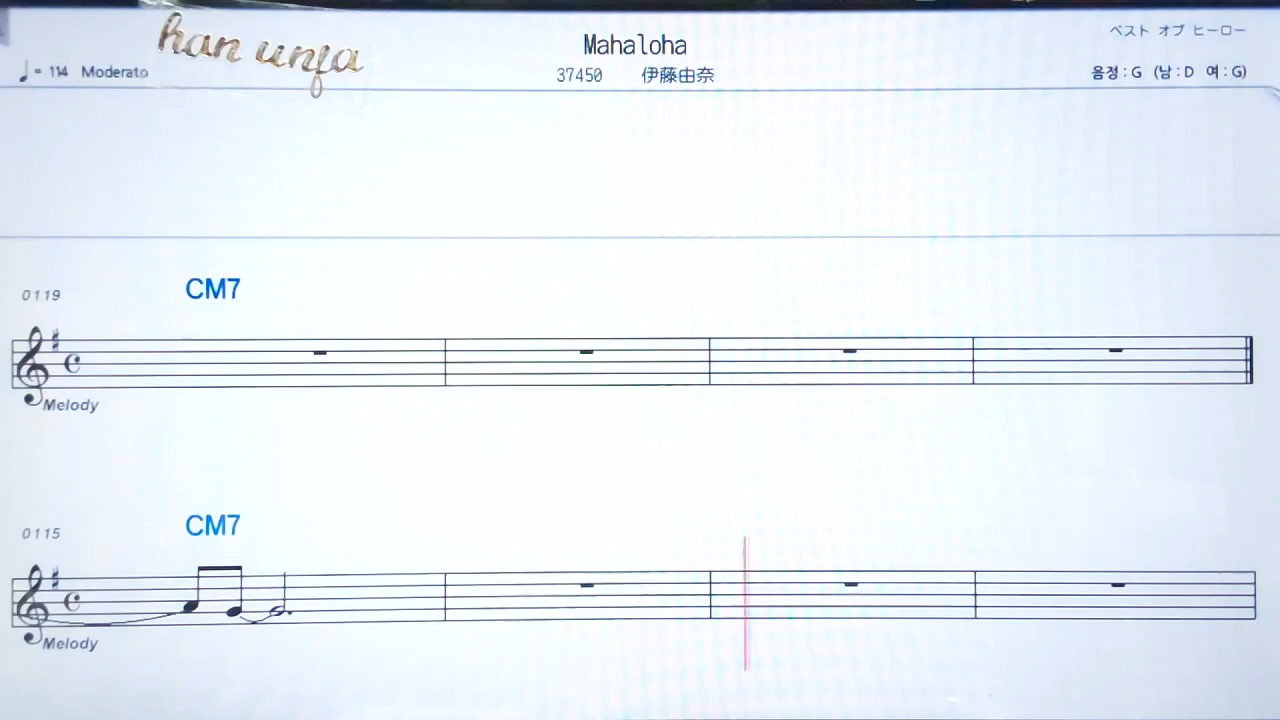 han unfa
Mahaloha
ベスト オブ ヒーロー
♩= 114 Moderato
37450 伊藤由奈
음정 : G (남 : D 여 : G)
0119
CM7
Melody
0115
CM7
Melody